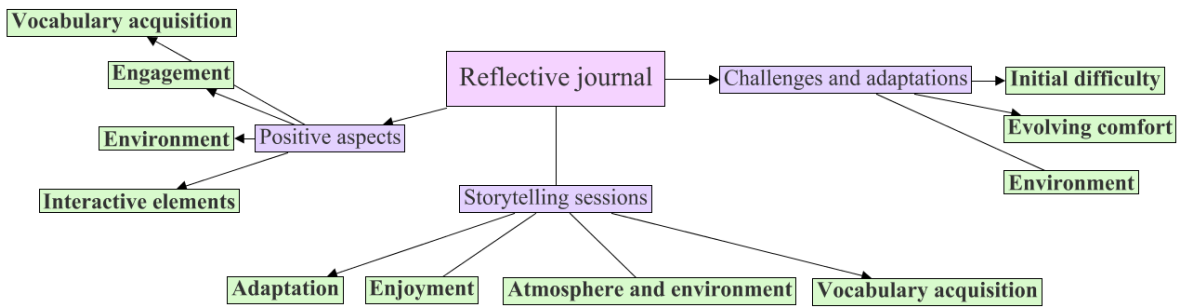 Vocabulary acquisition
Engagement
Environment
Interactive elements
Positive aspects
Reflective journal
Challenges and adaptations
Initial difficulty
Evolving comfort
Environment
Storytelling sessions
Adaptation
Enjoyment
Atmosphere and environment
Vocabulary acquisition